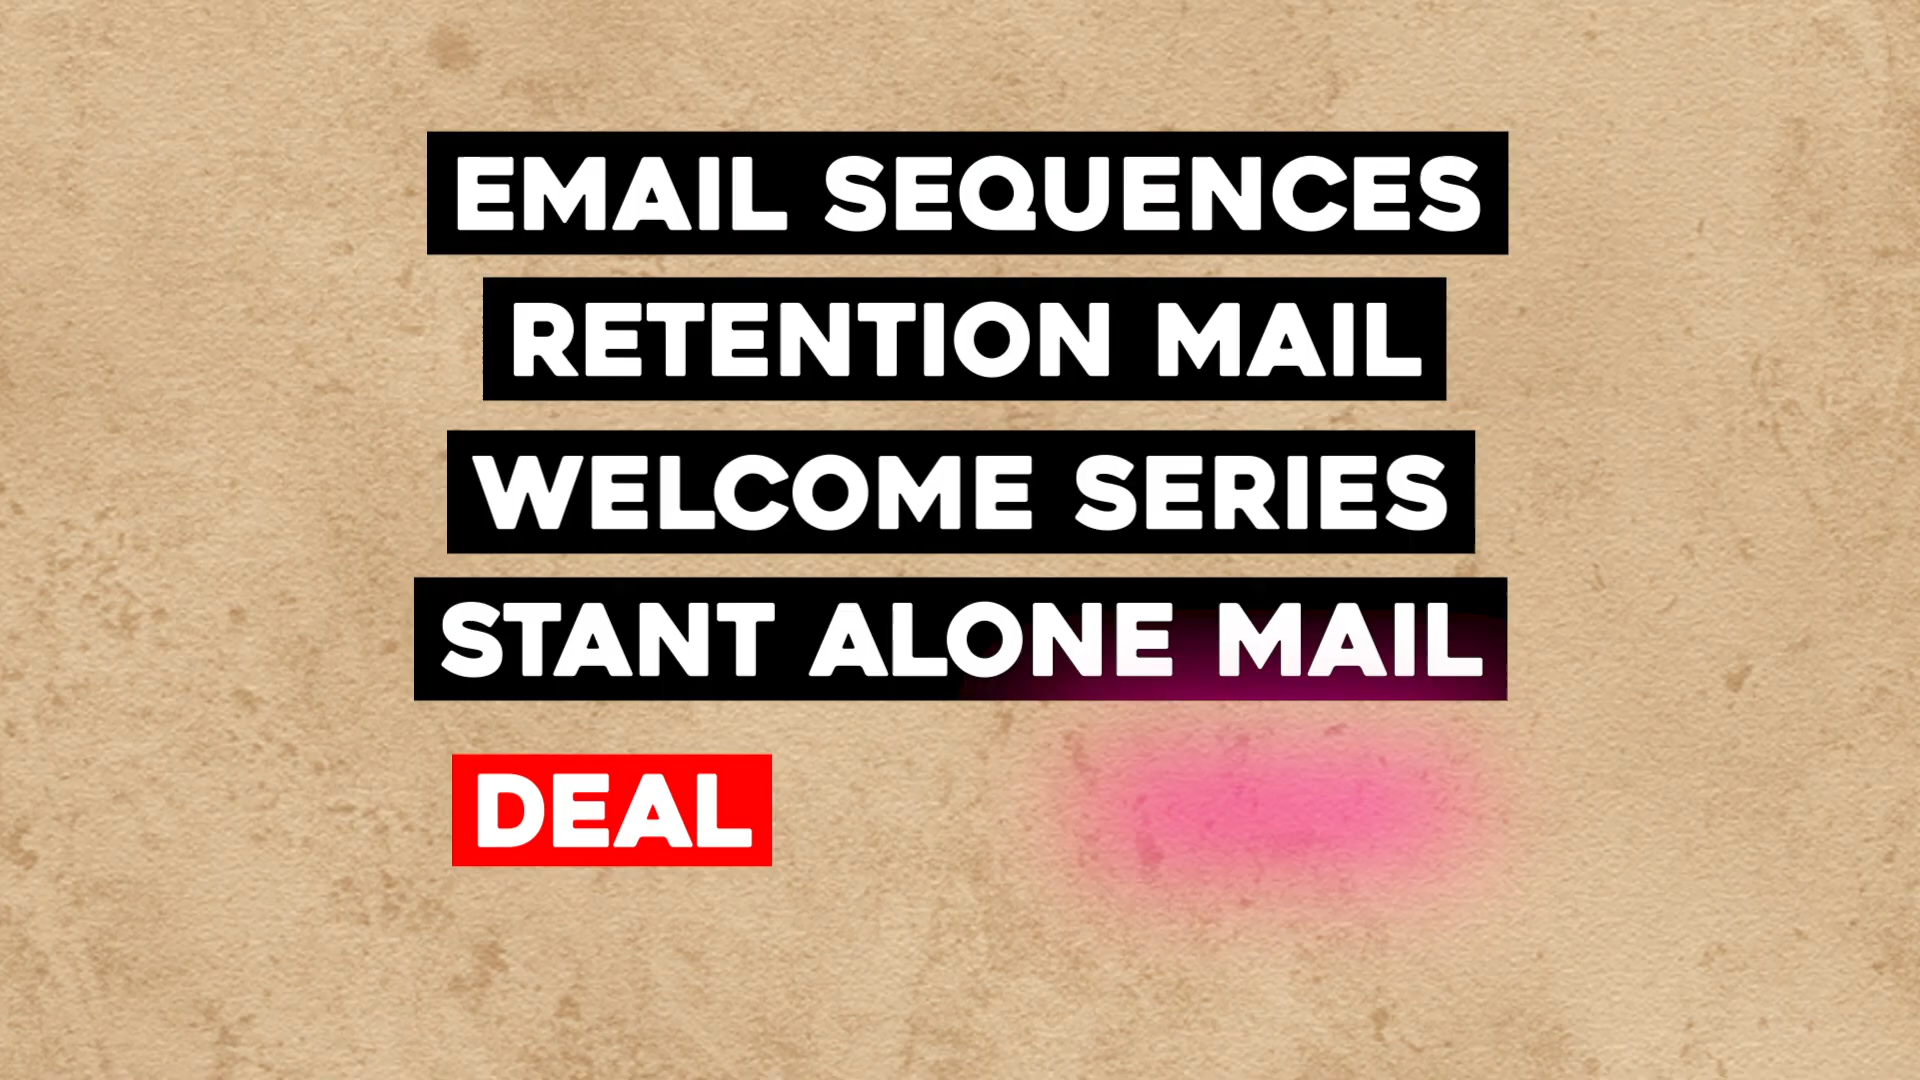 EMAIL SEQUENCES
RETENTION MAIL
WELCOME SERIES
STANT ALONE MAIL
DEAL